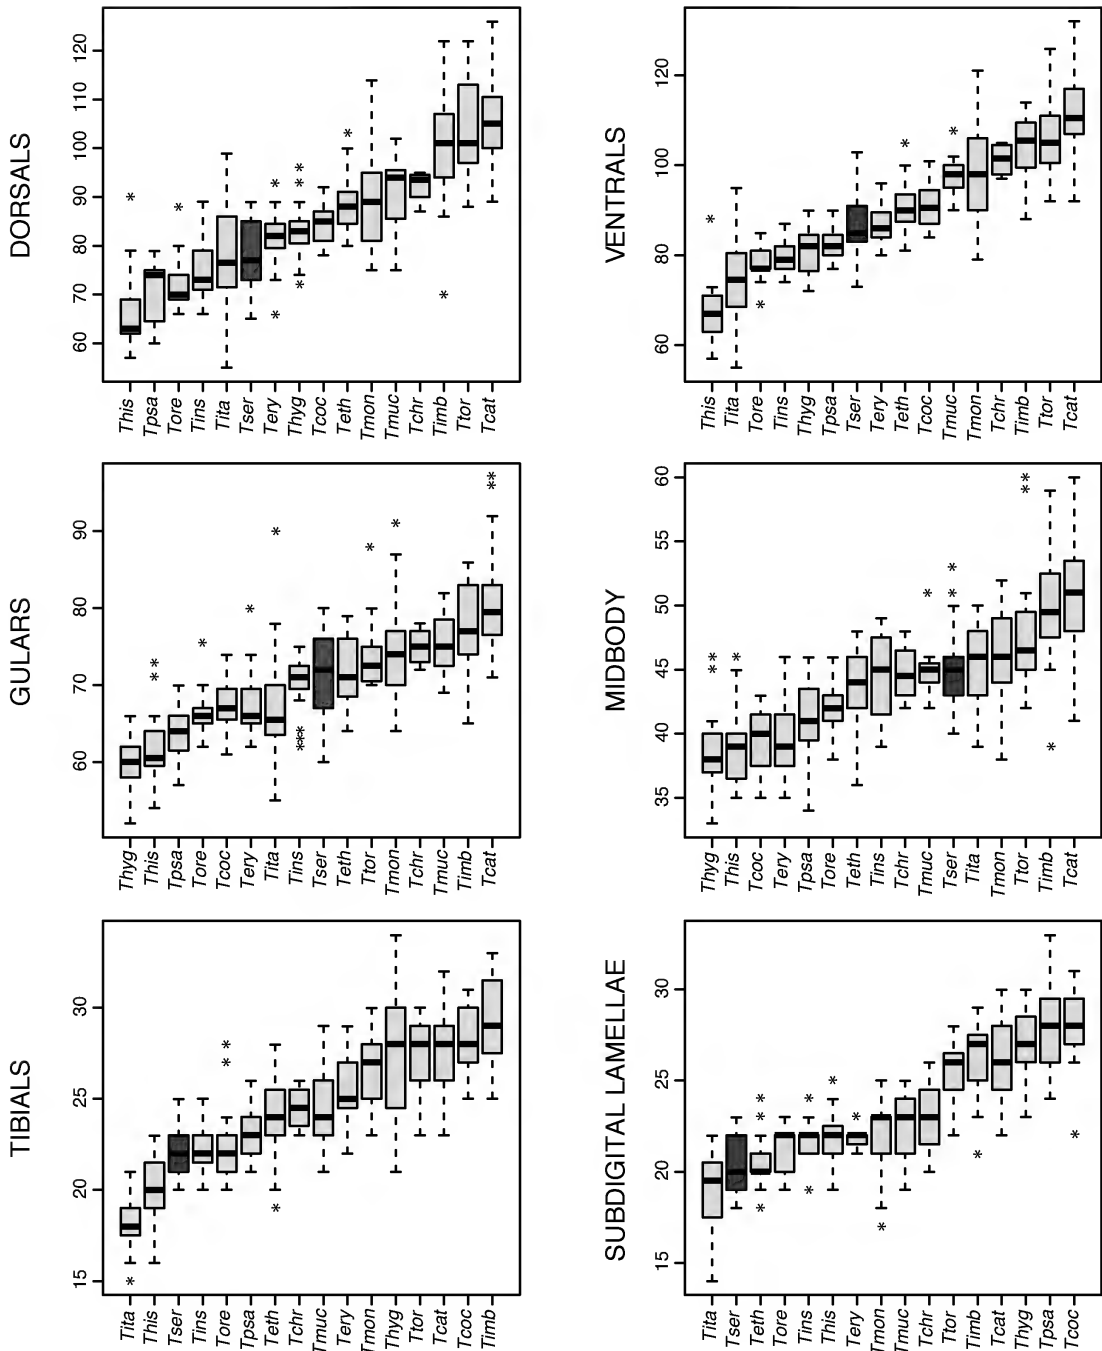 DORSALS
60 70 80 90 100 110 120
This Tpsa Tore Tins Tita Tser Tery Thyg Tcoc Teth Tmon Tmuc Tchr Timb Ttor Tcat
VENTRALS
60 80 100 120
This Tita Tore Tins Thyg Tpsa Tser Tery Teth Tcoc Tmuc Tmon Tchr Timb Ttor Tcat
GULARS
60 70 80 90
Thyg This Tpsa Tore Tcoc Tery Tita Tins Tser Teth Ttor Tmon Tchr Tmuc Timb Tcat
MIDBODY
35 40 45 50 55 60
Thyg This Tcoc Tery Tpsa Tore Teth Tins Tchr Tmuc Tser Tita Tmon Ttor Timb Tcat
TIBIALS
15 20 25 30
Tita This Tser Tins Tore Tpsa Teth Tchr Tmuc Tery Tmon Thyg Ttor Tcat Tcoc Timb
SUBDIGITAL LAMELLAE
15 20 25 30
Tita Tser Teth Tore Tins This Tery Tmon Tmuc Tchr Ttor Timb Tcat Thyg Tpsa Tcoc